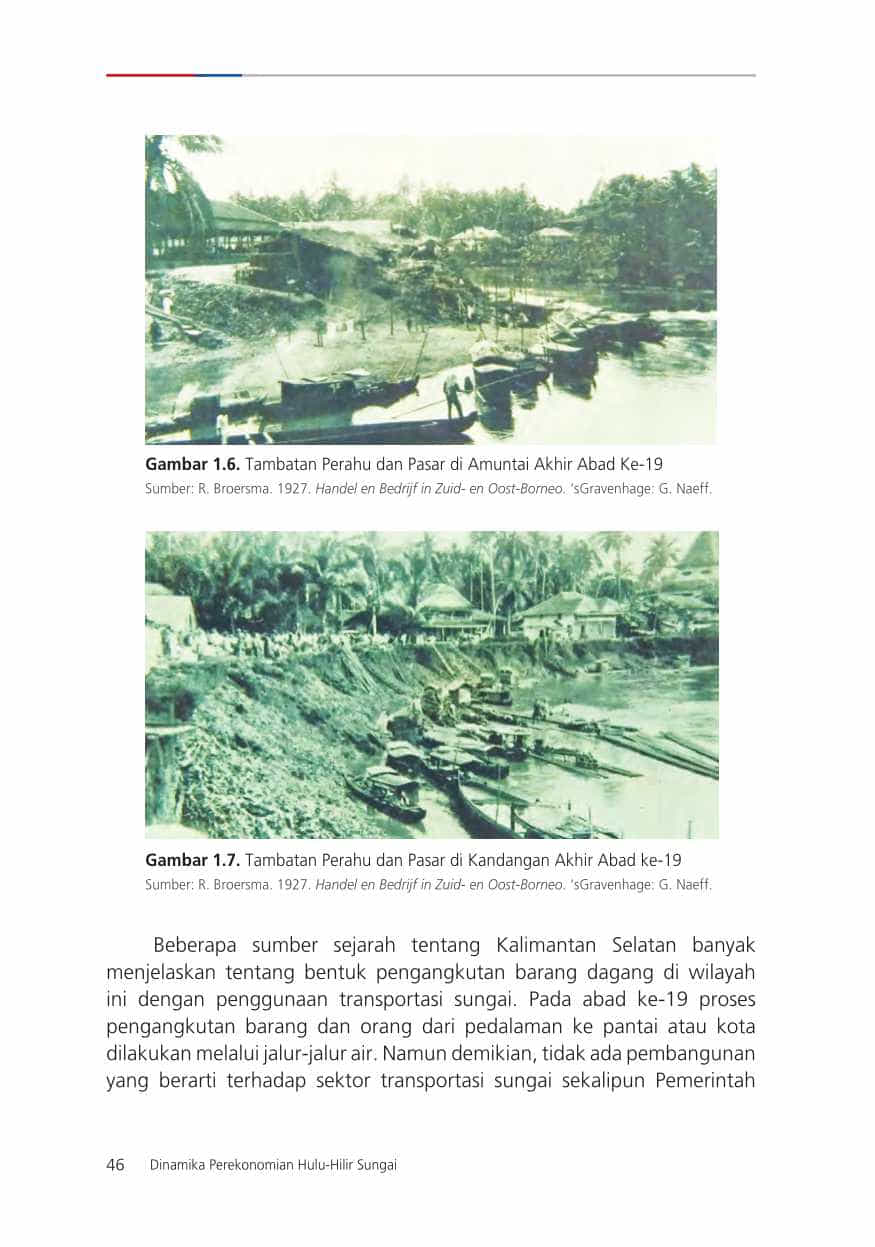 Gambar 1.6. Tambatan Perahu dan Pasar di Amuntai Akhir Abad Ke-19
Sumber: R. Broersma. 1927. Handel en Bedrijf in Zuid- en Oost-Borneo. 'sGravenhage: G. Naeff.
Gambar 1.7. Tambatan Perahu dan Pasar di Kandangan Akhir Abad ke-19
Sumber: R. Broersma. 1927. Handel en Bedrijf in Zuid- en Oost-Borneo. 'sGravenhage: G. Naeff.
Beberapa sumber sejarah tentang Kalimantan Selatan banyak
menjelaskan tentang bentuk pengangkutan barang dagang di wilayah
ini dengan penggunaan transportasi sungai. Pada abad ke-19 proses
pengangkutan barang dan orang dari pedalaman ke pantai atau kota
dilakukan melalui jalur-jalur air. Namun demikian, tidak ada pembangunan
yang berarti terhadap sektor transportasi sungai sekalipun Pemerintah
46 Dinamika Perekonomian Hulu-Hilir Sungai